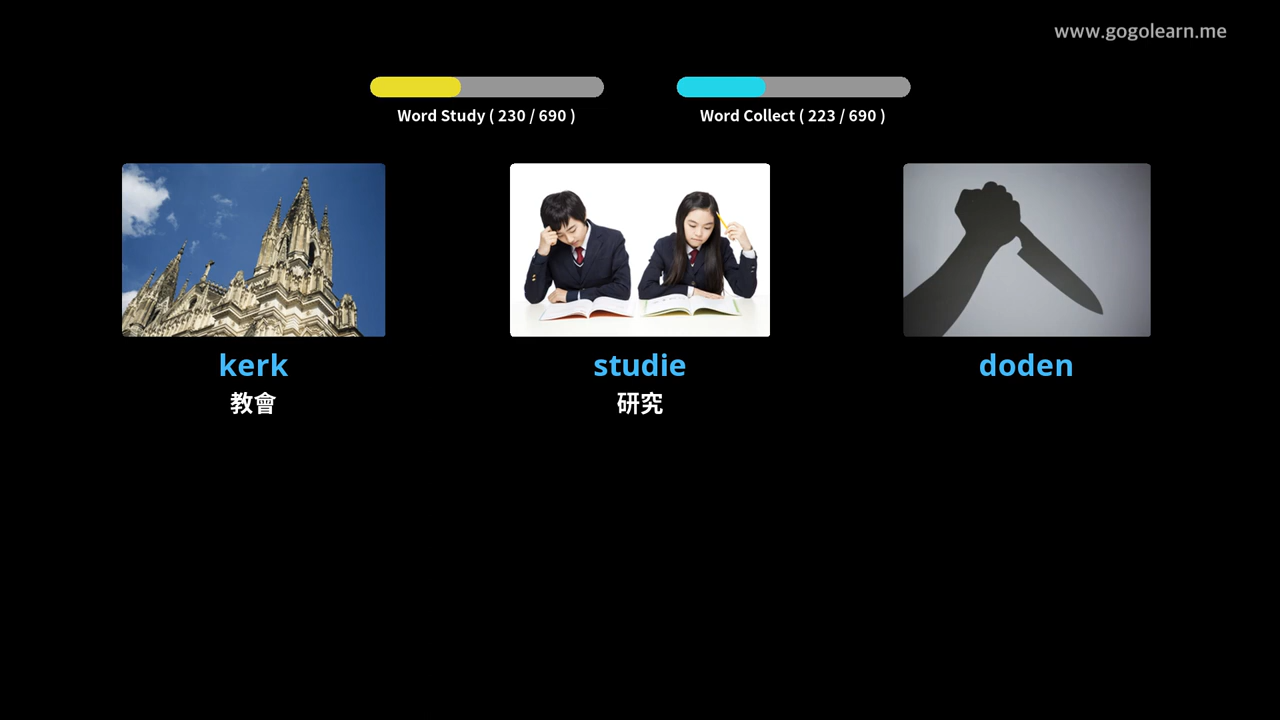 www.gogolearn.me
Word Study ( 230 / 690 )
Word Collect ( 223 / 690 )
kerk
教會
studie
研究
doden